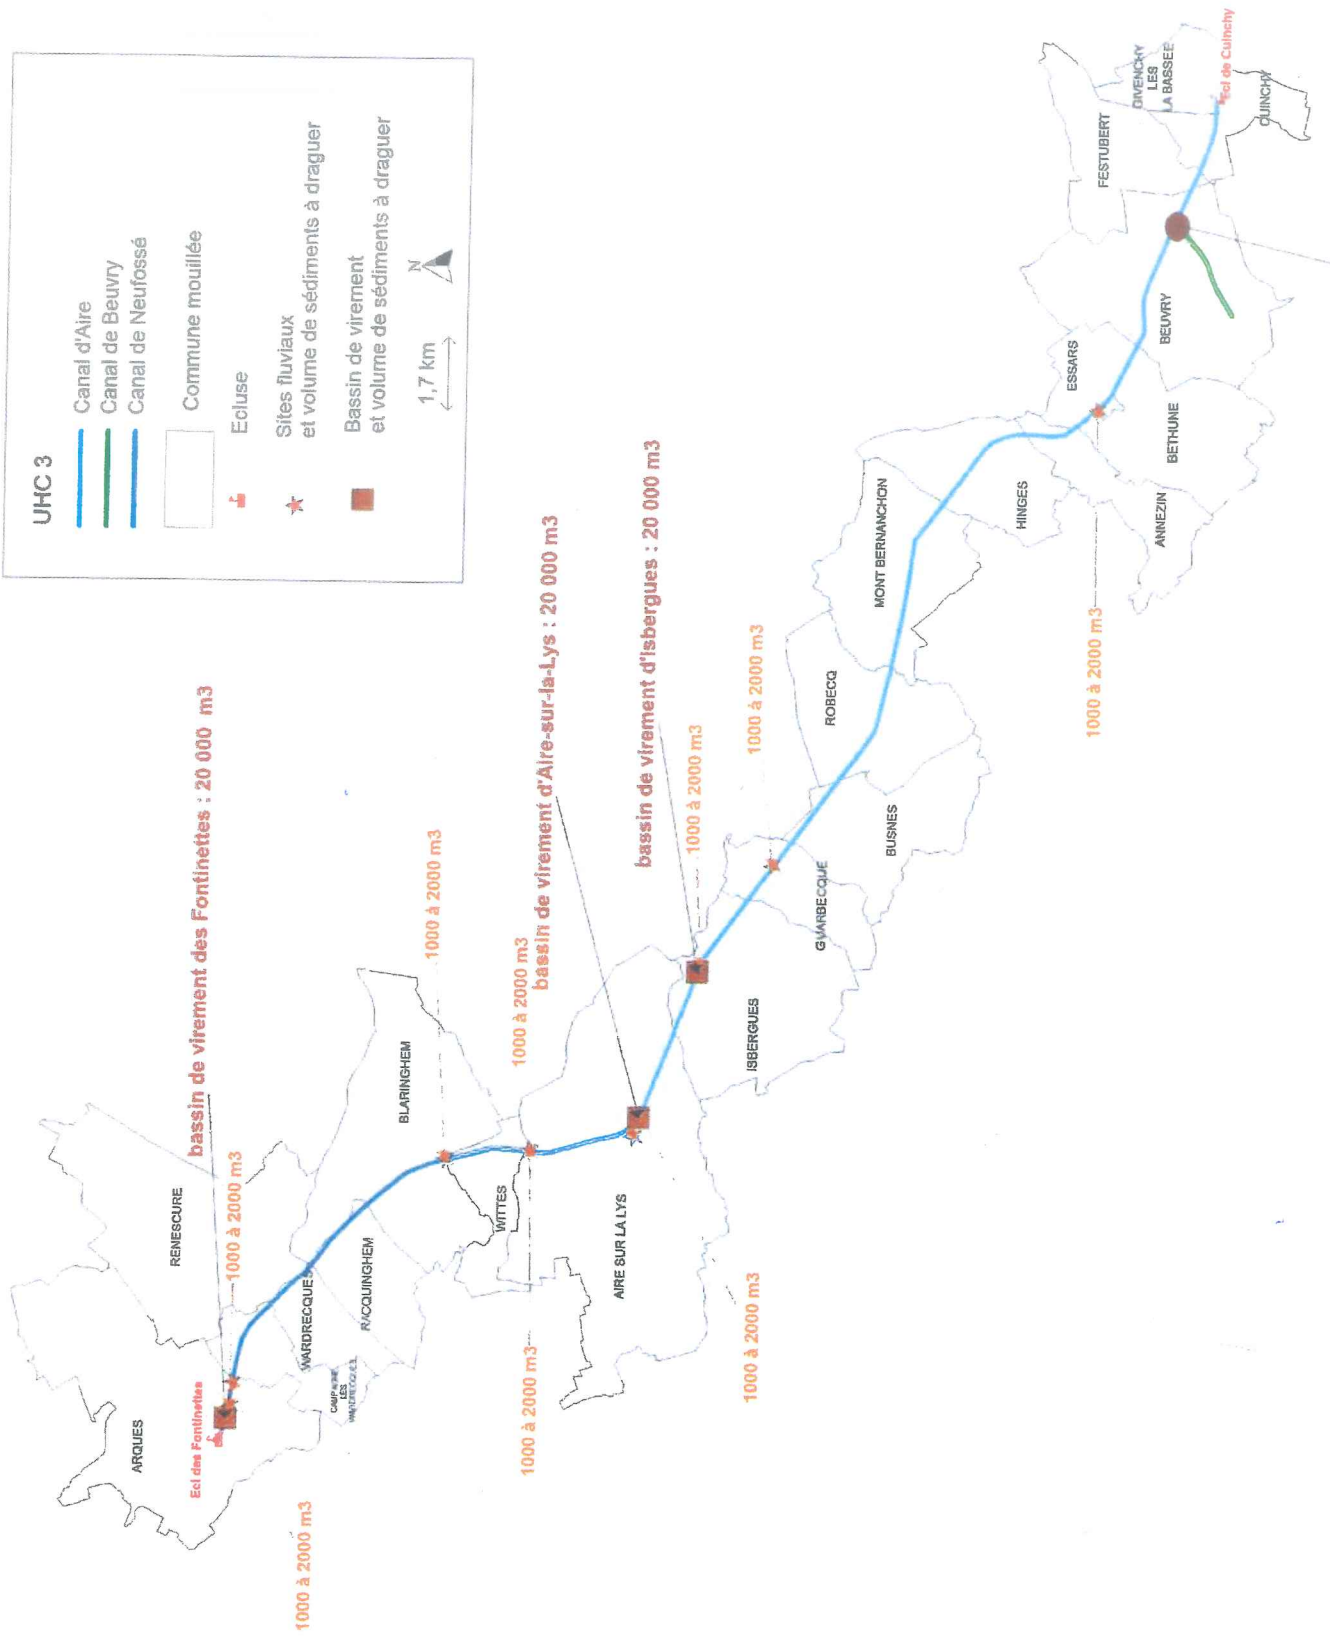 UHC 3
Canal d'Aire
Canal de Beuvry
Canal de Neufossé
Commune mouillée
Ecluse
Sites fluviaux
et volume de sédiments à draguer
Bassin de virement
et volume de sédiments à draguer
N
1,7 km
bassin de virement des Fontinettes : 20 000 m3
bassin de virement d'Aire-sur-la-Lys : 20 000 m3
bassin de virement d'Isbergues : 20 000 m3
1000 à 2000 m3
1000 à 2000 m3
1000 à 2000 m3
1000 à 2000 m3
1000 à 2000 m3
1000 à 2000 m3
1000 à 2000 m3
1000 à 2000 m3
1000 à 2000 m3
Ecl des Fontinettes
ARQUES
RENESCURE
CAMPAGNE
LES
WARDRECQUES
WARDRECQUES
RACQUINGHEM
BLARINGHEM
WITTES
AIRE SUR LA LYS
ISBERGUES
GUARBECQUE
BUSNES
ROBECQ
MONT BERNANCHON
HINGES
ANNEZIN
BETHUNE
ESSARS
BEUVRY
FESTUBERT
GIVENCHY
LES
LA BASSEE
CUINCHY
Ecl de Cuinchy